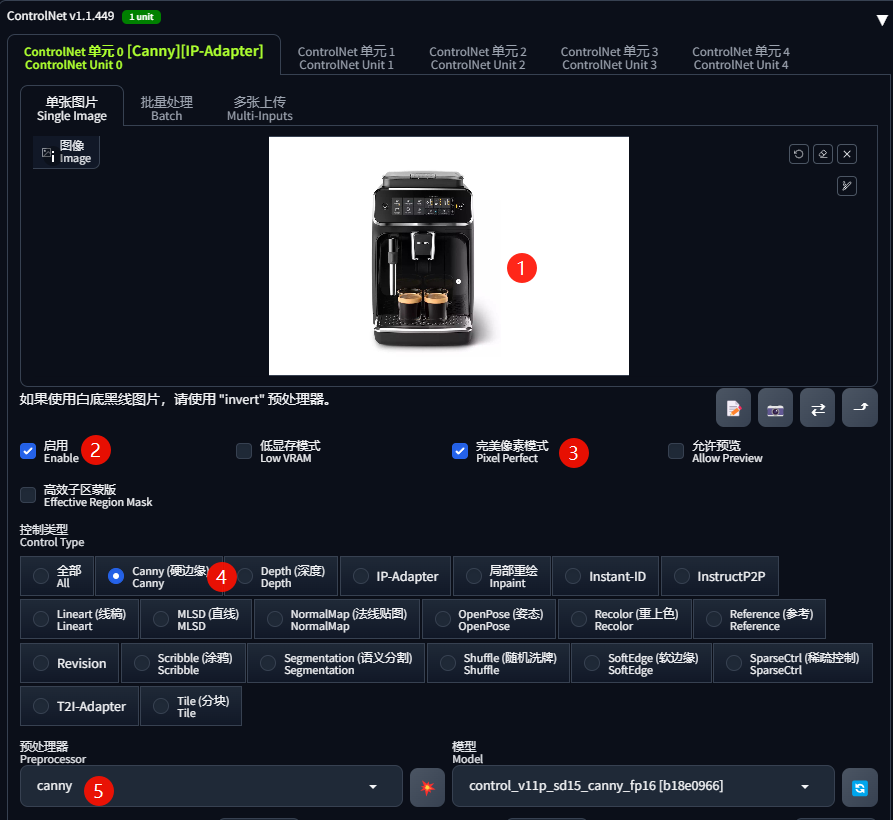 ControlNet v1.1.449 1 unit
ControlNet 单元 0 [Canny][IP-Adapter]
ControlNet Unit 0
ControlNet 单元 1
ControlNet Unit 1
ControlNet 单元 2
ControlNet Unit 2
ControlNet 单元 3
ControlNet Unit 3
ControlNet 单元 4
ControlNet Unit 4
单张图片
Single Image
批量处理
Batch
多张上传
Multi-Inputs
图像
Image
1
如果使用白底黑线图片，请使用 "invert" 预处理器。
启用
Enable
2
低显存模式
Low VRAM
完美像素模式
Pixel Perfect
3
允许预览
Allow Preview
高效子区蒙版
Effective Region Mask
控制类型
Control Type
全部
All
Canny (硬边缘)
Canny
4
Depth (深度)
Depth
IP-Adapter
局部重绘
Inpaint
Instant-ID
InstructP2P
Lineart (线稿)
Lineart
MLSD (直线)
MLSD
NormalMap (法线贴图)
NormalMap
OpenPose (姿态)
OpenPose
Recolor (重上色)
Recolor
Reference (参考)
Reference
Revision
Scribble (涂鸦)
Scribble
Segmentation (语义分割)
Segmentation
Shuffle (随机洗牌)
Shuffle
SoftEdge (软边缘)
SoftEdge
SparseCtrl (稀疏控制)
SparseCtrl
T2I-Adapter
Tile (分块)
Tile
预处理器
Preprocessor
模型
Model
canny
5
control_v11p_sd15_canny_fp16 [b18e0966]